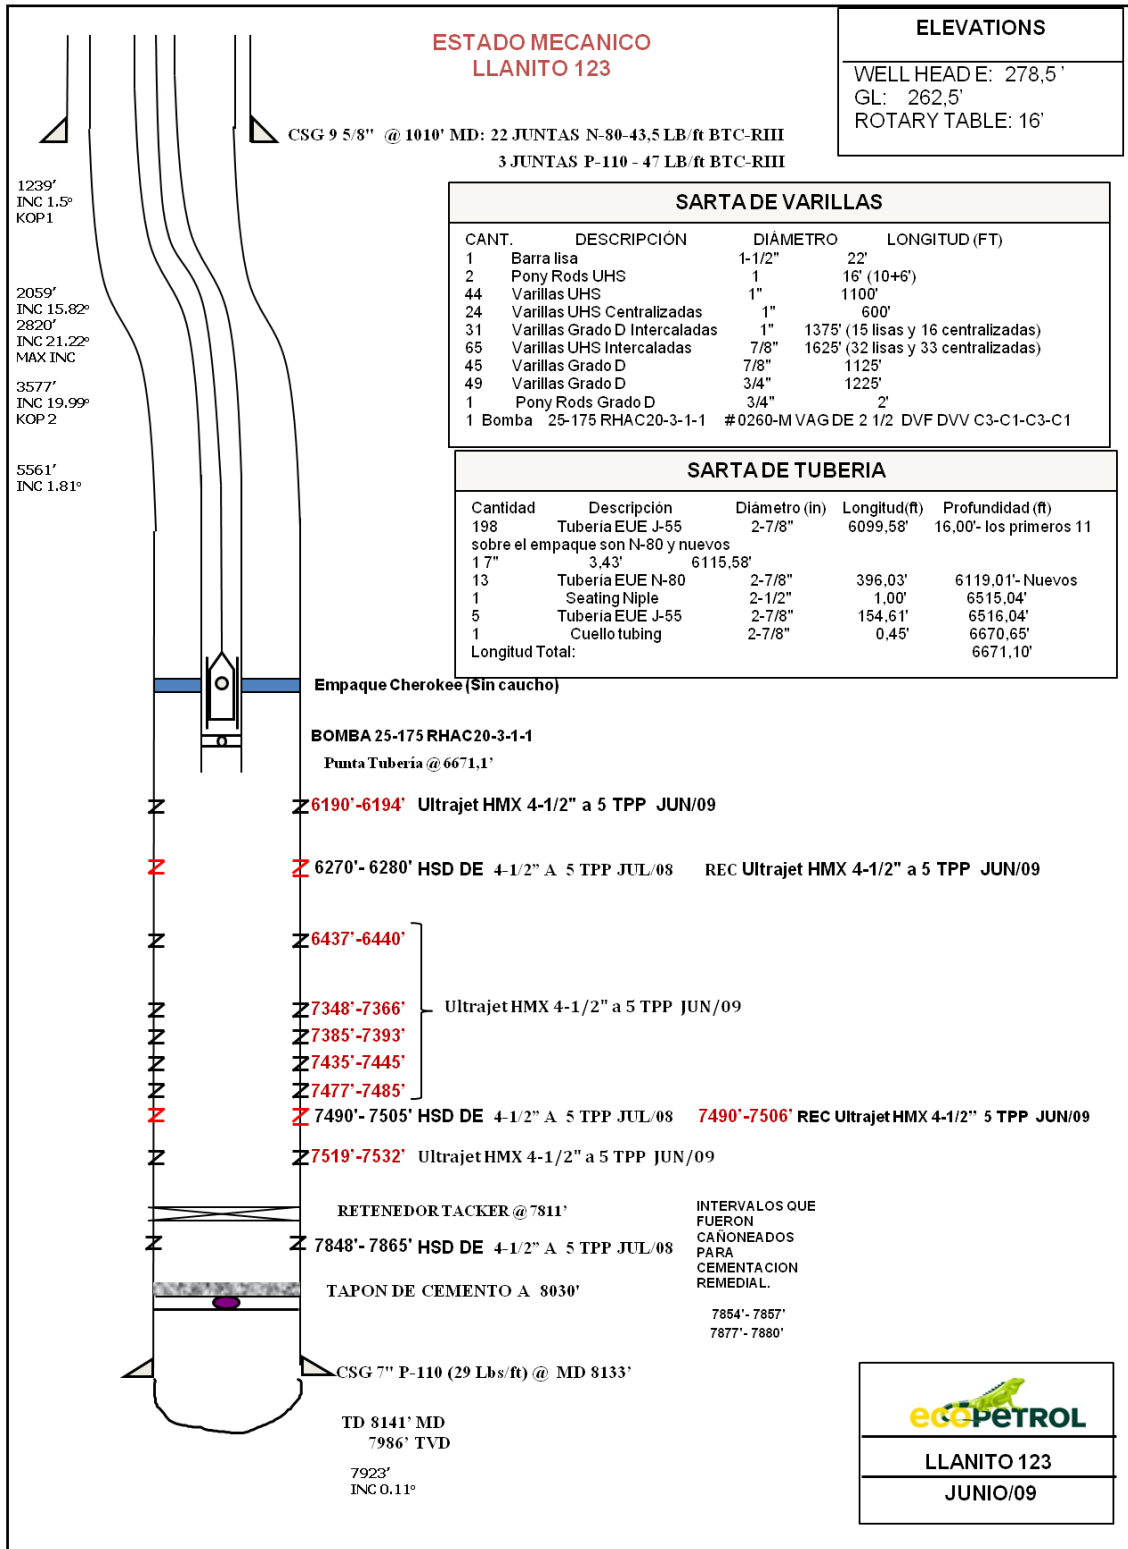 ESTADO MECANICO
LLANITO 123
ELEVATIONS
WELL HEAD E: 278,5'
GL: 262,5'
ROTARY TABLE: 16'
CSG 9 5/8" @ 1010' MD: 22 JUNTAS N-80-43,5 LB/ft BTC-RIII
3 JUNTAS P-110 - 47 LB/ft BTC-RIII
1239'
INC 1.5º
KOP1
2059'
INC 15.82º
2820'
INC 21.22º
MAX INC
3577'
INC 19.99º
KOP 2
5561'
INC 1.81º
SARTA DE VARILLAS
CANT. DESCRIPCIÓN DIÁMETRO LONGITUD (FT)
1 Barra lisa 1-1/2" 22'
2 Pony Rods UHS 1 16' (10+6')
44 Varillas UHS 1" 1100'
24 Varillas UHS Centralizadas 1" 600'
31 Varillas Grado D Intercaladas 1" 1375' (15 lisas y 16 centralizadas)
65 Varillas UHS Intercaladas 7/8" 1625' (32 lisas y 33 centralizadas)
45 Varillas Grado D 7/8" 1125'
49 Varillas Grado D 3/4" 1225'
1 Pony Rods Grado D 3/4" 2'
1 Bomba 25-175 RHAC20-3-1-1 #0260-M VAG DE 2 1/2 DVF DVV C3-C1-C3-C1
SARTA DE TUBERIA
Cantidad Descripción Diámetro (in) Longitud(ft) Profundidad (ft)
198 Tubería EUE J-55 2-7/8" 6099,58' 16,00'- los primeros 11
sobre el empaque son N-80 y nuevos
1 7" 3,43' 6115,58'
13 Tubería EUE N-80 2-7/8" 396,03' 6119,01'- Nuevos
1 Seating Niple 2-1/2" 1,00' 6515,04'
5 Tubería EUE J-55 2-7/8" 154,61' 6516,04'
1 Cuello tubing 2-7/8" 0,45' 6670,65'
Longitud Total: 6671,10'
Empaque Cherokee (Sin caucho)
BOMBA 25-175 RHAC20-3-1-1
Punta Tubería @ 6671,1'
6190'-6194' Ultrajet HMX 4-1/2" a 5 TPP JUN/09
6270'- 6280' HSD DE 4-1/2" A 5 TPP JUL/08 REC Ultrajet HMX 4-1/2" a 5 TPP JUN/09
6437'-6440'
7348'-7366' Ultrajet HMX 4-1/2" a 5 TPP JUN/09
7385'-7393'
7435'-7445'
7477'-7485'
7490'- 7505' HSD DE 4-1/2" A 5 TPP JUL/08 7490'-7506' REC Ultrajet HMX 4-1/2" 5 TPP JUN/09
7519'-7532' Ultrajet HMX 4-1/2" a 5 TPP JUN/09
RETENEDOR TACKER @ 7811'
7848'- 7865' HSD DE 4-1/2" A 5 TPP JUL/08
INTERVALOS QUE
FUERON
CAÑONEADOS
PARA
CEMENTACION
REMEDIAL.
7854'- 7857'
7877'- 7880'
TAPON DE CEMENTO A 8030'
CSG 7" P-110 (29 Lbs/ft) @ MD 8133'
TD 8141' MD
7986' TVD
7923'
INC 0.11º
ecoPETROL
LLANITO 123
JUNIO/09